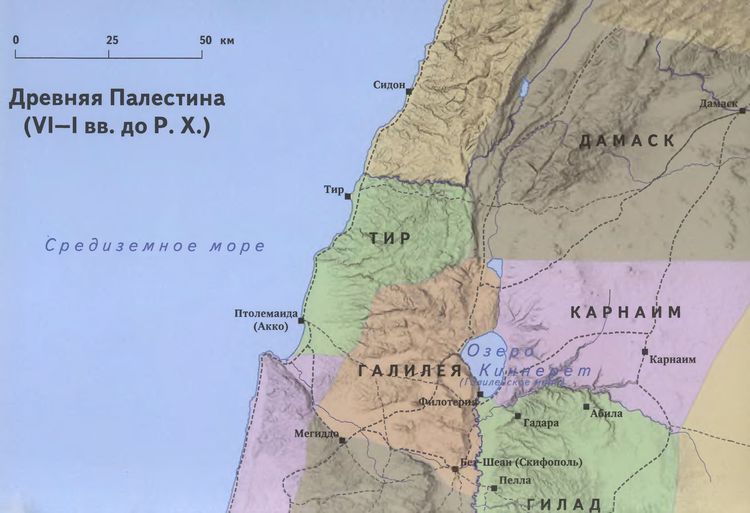 0 25 50 км
Древняя Палестина
(VI–I вв. до Р. Х.)
Сидон
Дамаск
ДАМАСК
Тир
ТИР
Средиземное море
Птолемаида
(Акко)
КАРНАИМ
Озеро
Киннерет
(Галилейское море)
Карнаим
ГАЛИЛЕЯ
Филотерия
Гадара
Абила
Мегиддо
Бет-Шеан (Скифополь)
Пелла
ГИЛАД